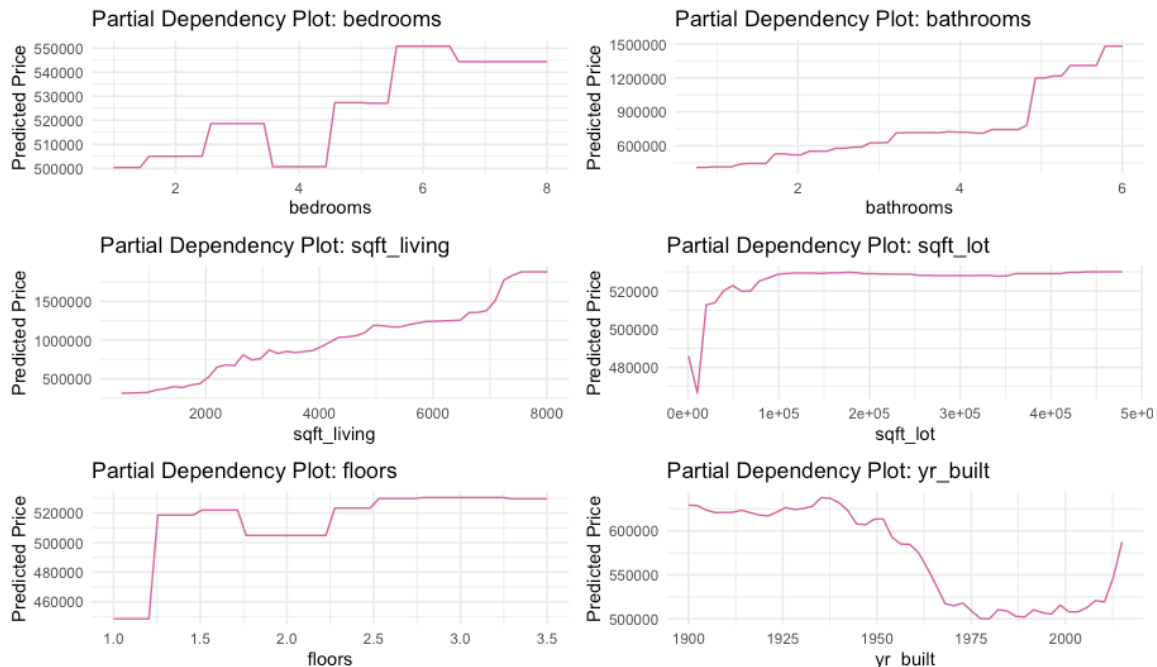 Partial Dependency Plot: bedrooms
Predicted Price
550000
540000
530000
520000
510000
500000
2 4 6 8
bedrooms
Partial Dependency Plot: bathrooms
Predicted Price
1500000
1200000
900000
600000
2 4 6
bathrooms
Partial Dependency Plot: sqft_living
Predicted Price
1500000
1000000
500000
2000 4000 6000 8000
sqft_living
Partial Dependency Plot: sqft_lot
Predicted Price
520000
500000
480000
0e+00 1e+05 2e+05 3e+05 4e+05 5e+0
sqft_lot
Partial Dependency Plot: floors
Predicted Price
520000
500000
480000
460000
1.0 1.5 2.0 2.5 3.0 3.5
floors
Partial Dependency Plot: yr_built
Predicted Price
600000
550000
500000
1900 1925 1950 1975 2000
yr_built